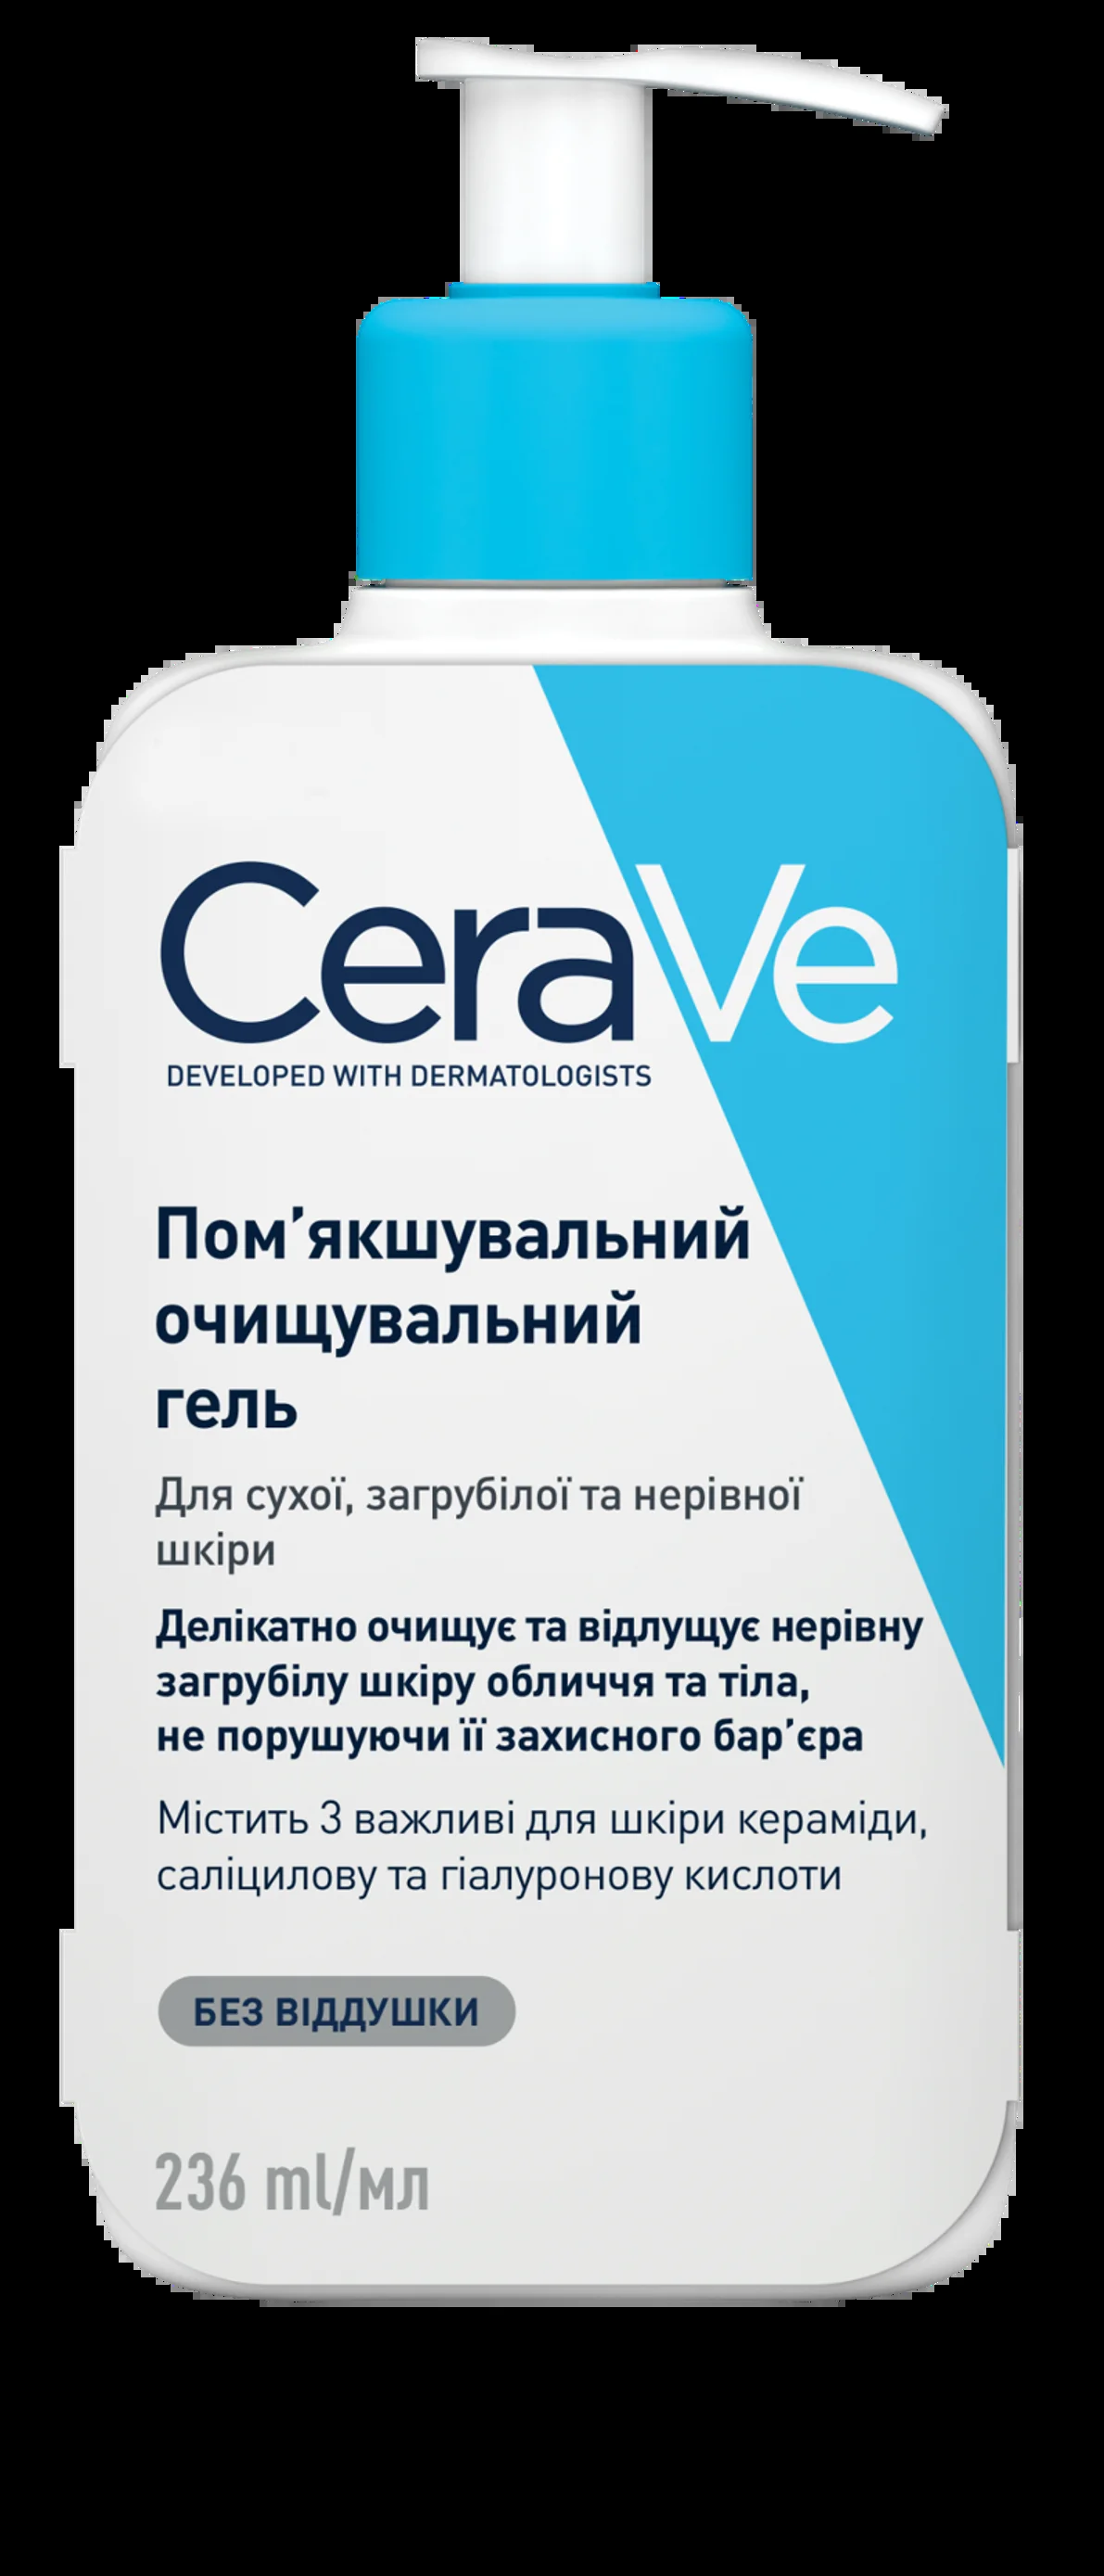 CeraVe
DEVELOPED WITH DERMATOLOGISTS
Пом’якшувальний
очищувальний
гель
Для сухої, загрубілої та нерівної
шкіри
Делікатно очищує та відлущує нерівну
загрубілу шкіру обличчя та тіла,
не порушуючи її захисного бар’єра
Містить 3 важливі для шкіри кераміди,
саліцилову та гіалуронову кислоти
БЕЗ ВІДДУШКИ
236 ml/мл